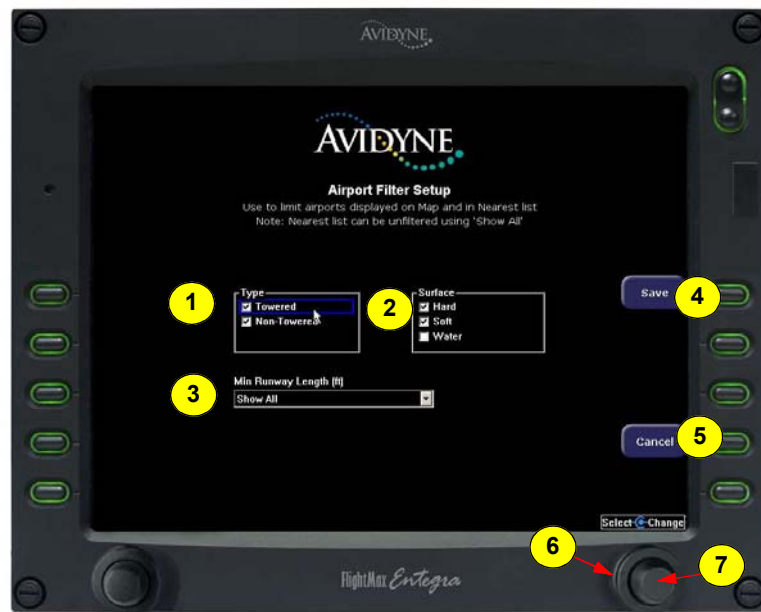 AVIDYNE
AVIDYNE
Airport Filter Setup
Use to limit airports displayed on Map and in Nearest list
Note: Nearest list can be unfiltered using 'Show All'
1
Type
Towered
Non-Towered
2
Surface
Hard
Soft
Water
Save
4
3
Min Runway Length (ft)
Show All
Cancel
5
Select Change
6
7
FlightMax Entegra